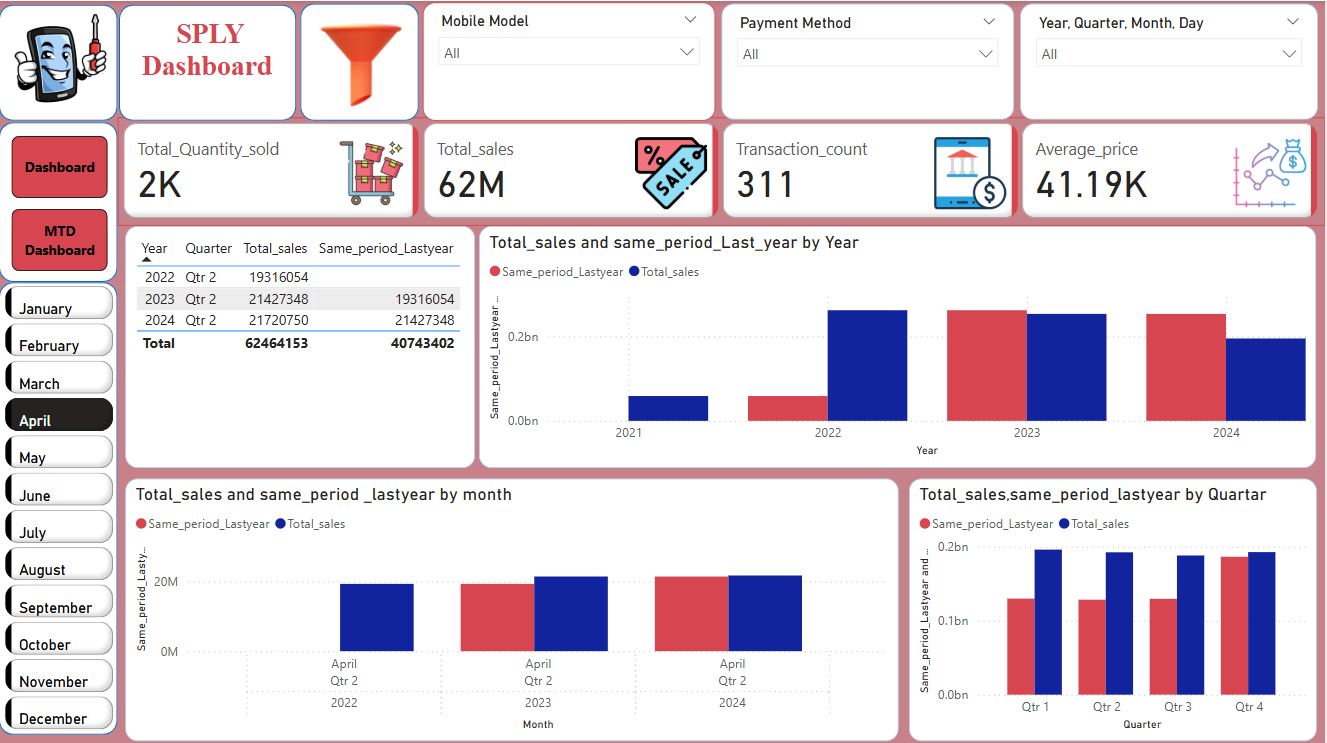 SPLY
Dashboard
Mobile Model
All
Payment Method
All
Year, Quarter, Month, Day
All
Dashboard
MTD
Dashboard
January
February
March
April
May
June
July
August
September
October
November
December
Total_Quantity_sold
2K
Total_sales
62M
% SALE
Transaction_count
311
$
Average_price
41.19K
$
Year Quarter Total_sales Same_period_Lastyear
2022 Qtr 2 19316054
2023 Qtr 2 21427348 19316054
2024 Qtr 2 21720750 21427348
Total 62464153 40743402
Total_sales and same_period_Last_year by Year
Same_period_Lastyear Total_sales
Same_period_Lastyear ...
0.2bn
0.0bn
2021 2022 2023 2024
Year
Total_sales and same_period _lastyear by month
Same_period_Lastyear Total_sales
Same_period_Lasty...
20M
0M
April April April
Qtr 2 Qtr 2 Qtr 2
2022 2023 2024
Month
Total_sales,same_period_lastyear by Quartar
Same_period_Lastyear Total_sales
Same_period_Lastyear and ...
0.2bn
0.1bn
0.0bn
Qtr 1 Qtr 2 Qtr 3 Qtr 4
Quarter